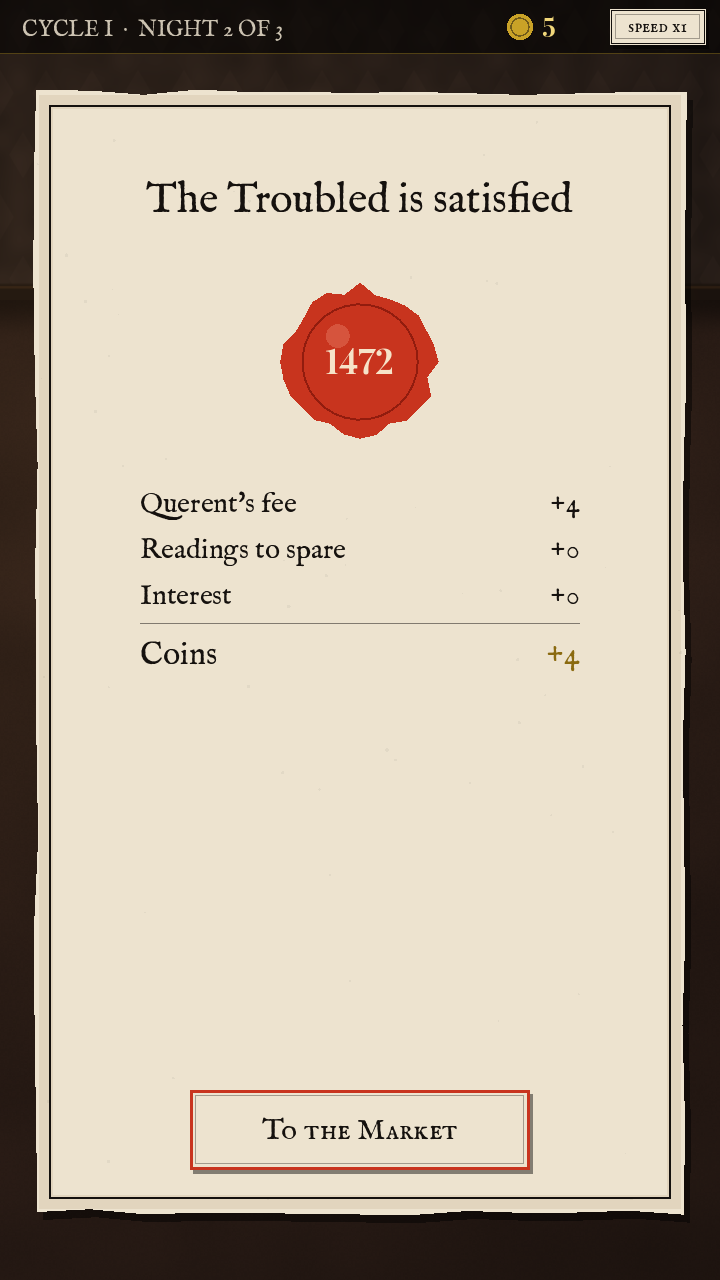 CYCLE I · NIGHT 2 OF 3
5
SPEED X1
The Troubled is satisfied
1472
Querent’s fee +4
Readings to spare +0
Interest +0
Coins +4
To the Market